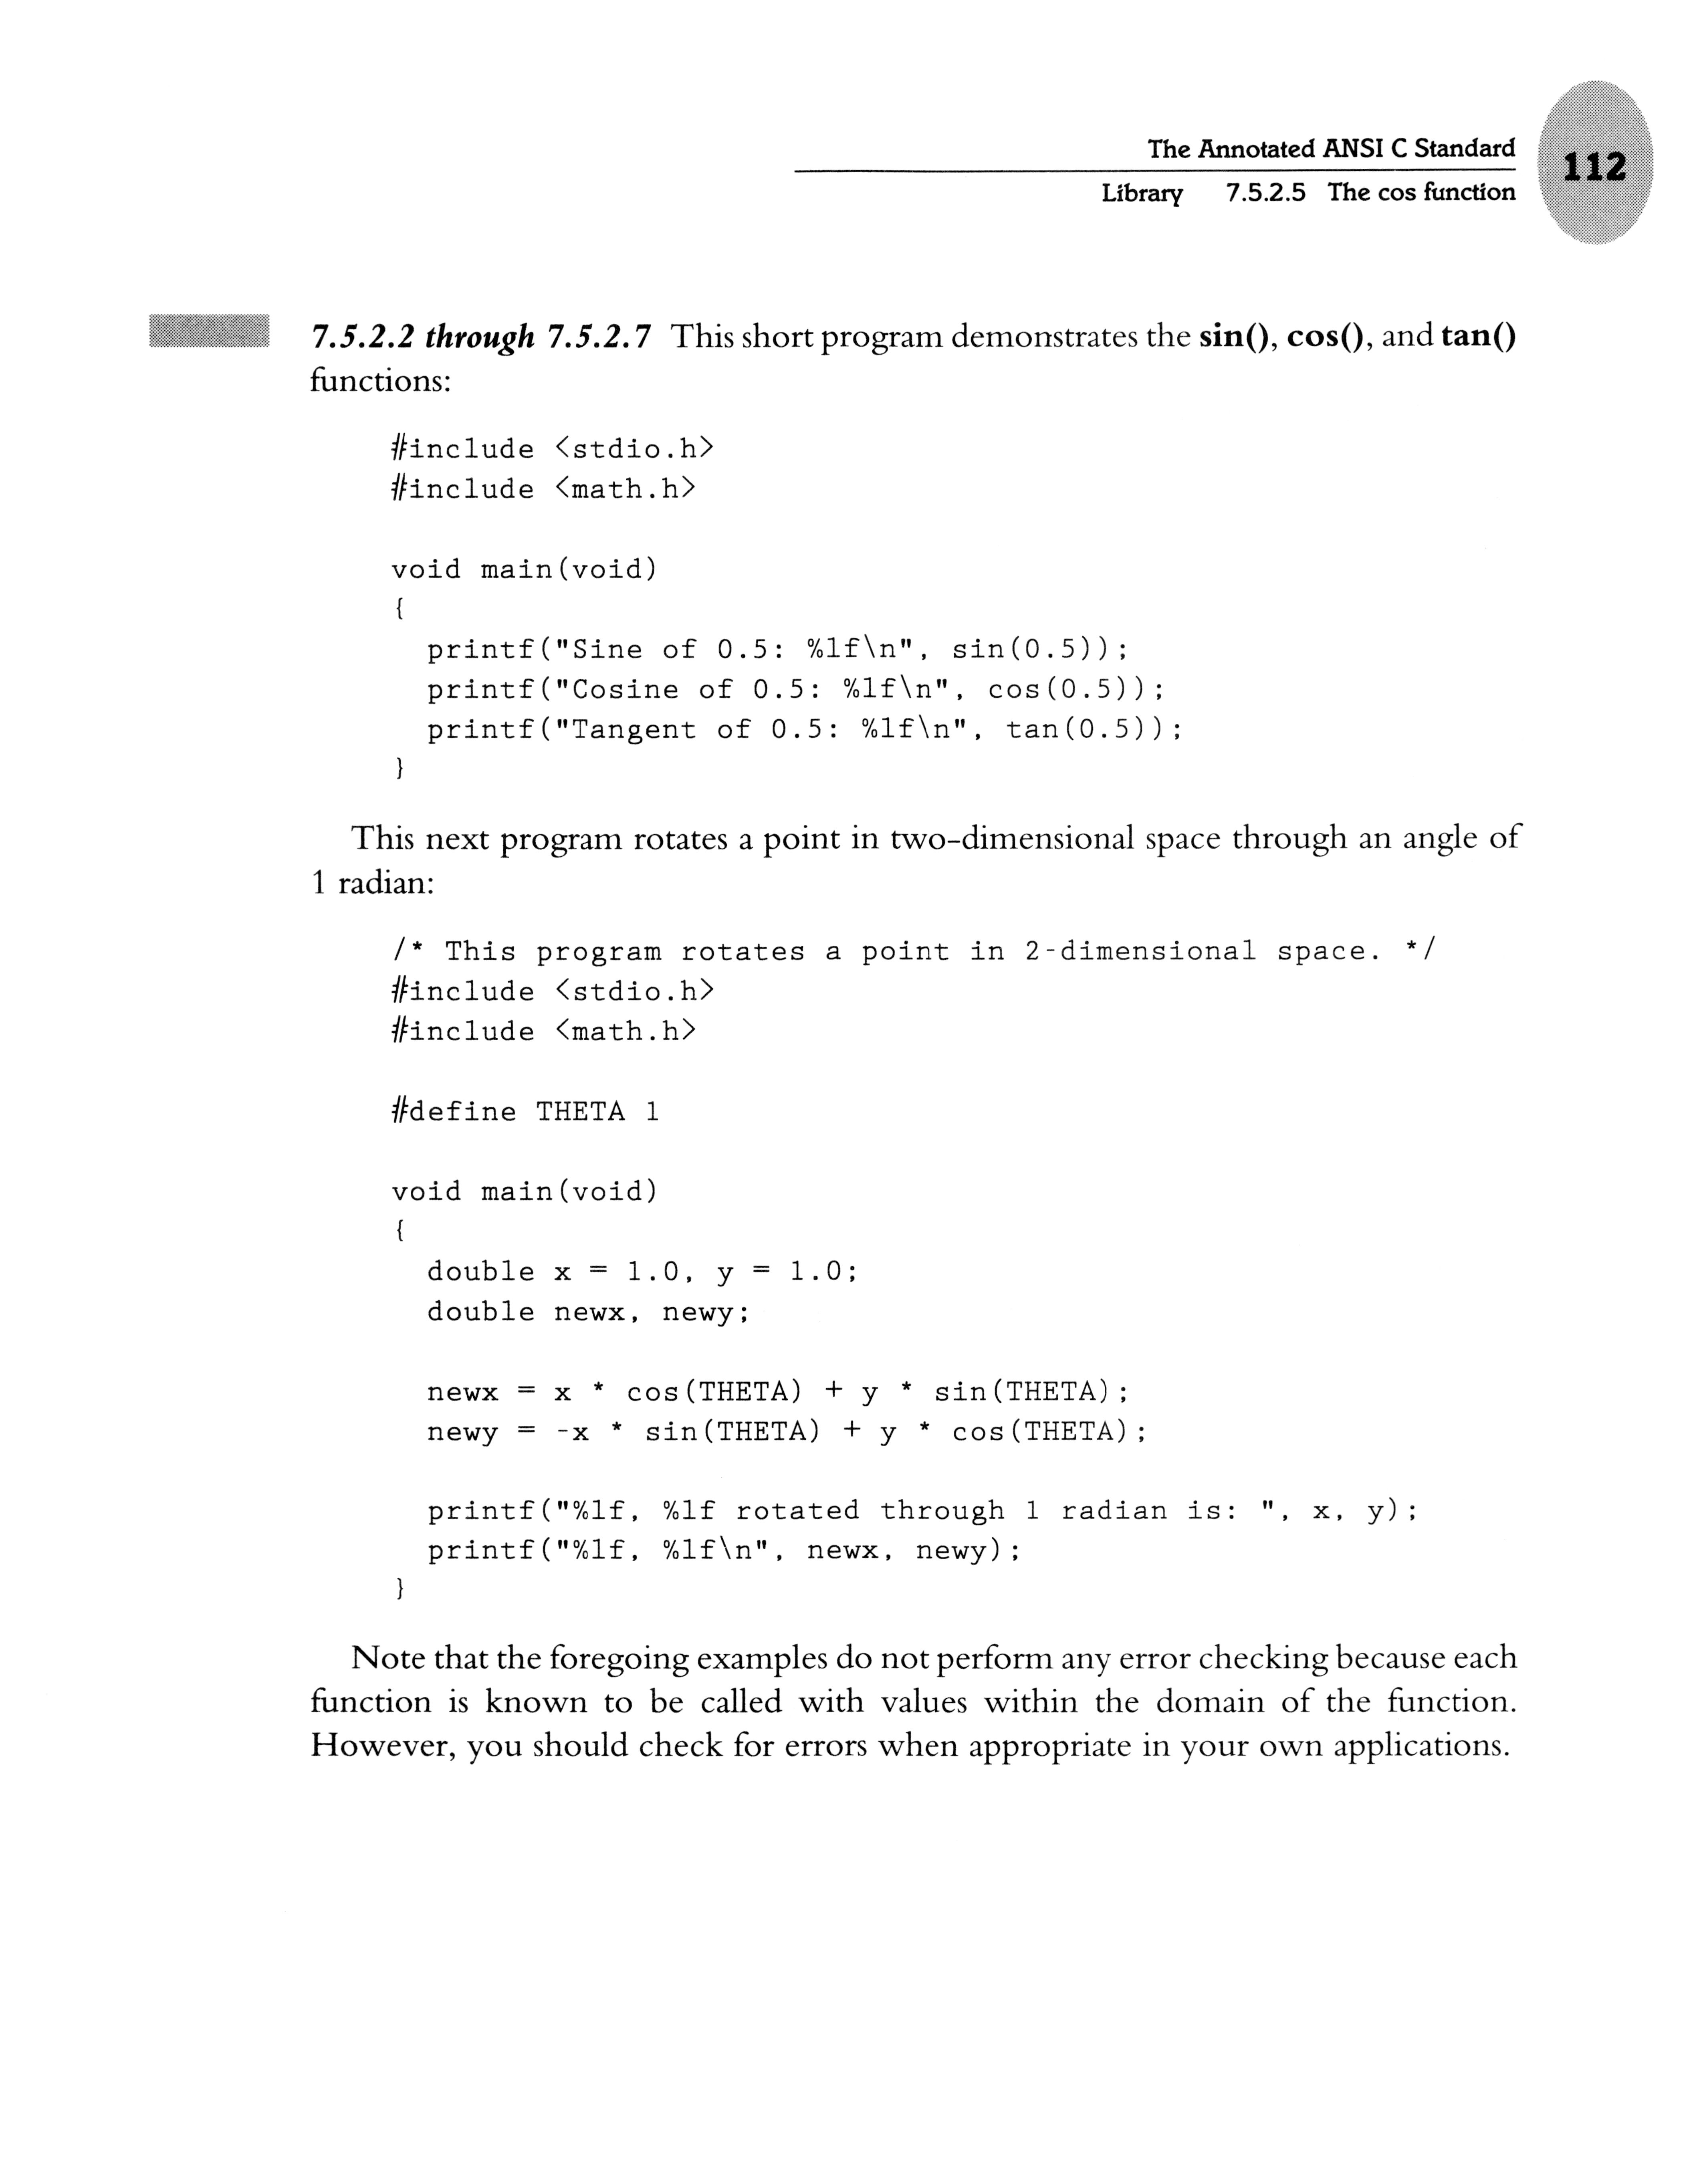 The Annotated ANSI C Standard
112
Library 7.5.2.5 The cos function
7.5.2.2 through 7.5.2.7 This short program demonstrates the sin(), cos(), and tan()
functions:
#include <stdio.h>
#include <math.h>
void main(void)
{
printf("Sine of 0.5: %lf\n", sin(0.5));
printf("Cosine of 0.5: %lf\n", cos(0.5));
printf("Tangent of 0.5: %lf\n", tan(0.5));
}
This next program rotates a point in two-dimensional space through an angle of
1 radian:
/* This program rotates a point in 2-dimensional space. */
#include <stdio.h>
#include <math.h>
#define THETA 1
void main(void)
{
double x = 1.0, y = 1.0;
double newx, newy;
newx = x * cos(THETA) + y * sin(THETA);
newy = -x * sin(THETA) + y * cos(THETA);
printf("%lf, %lf rotated through 1 radian is: ", x, y);
printf("%lf, %lf\n", newx, newy);
}
Note that the foregoing examples do not perform any error checking because each
function is known to be called with values within the domain of the function.
However, you should check for errors when appropriate in your own applications.